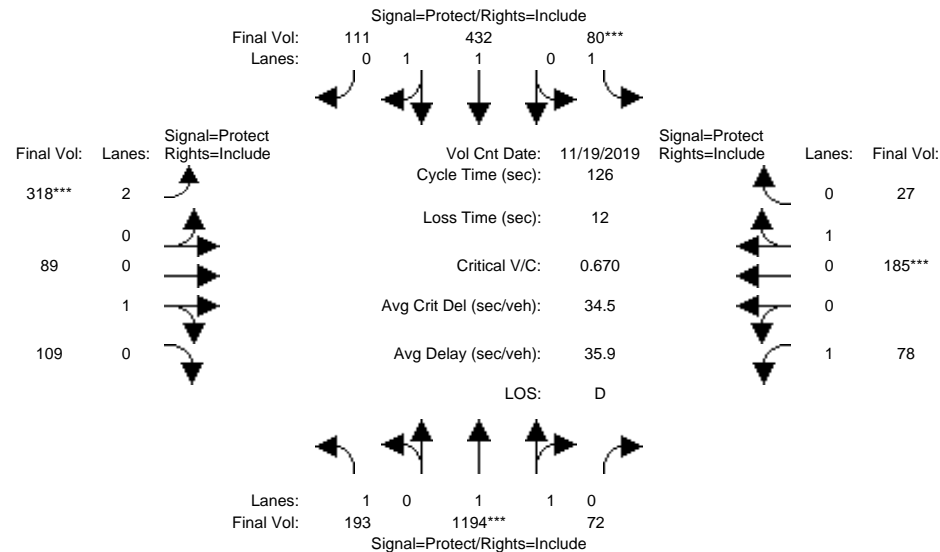 Signal=Protect/Rights=Include
Final Vol: 111 432 80***
Lanes: 0 1 1 0 1
Signal=Protect Signal=Protect
Final Vol: Lanes: Rights=Include Vol Cnt Date: 11/19/2019 Rights=Include Lanes: Final Vol:
Cycle Time (sec): 126
318*** 2 0 27
Loss Time (sec): 12
0 1
89 0 Critical V/C: 0.670 0 185***
1 Avg Crit Del (sec/veh): 34.5 0
109 0 Avg Delay (sec/veh): 35.9 1 78
LOS: D
Lanes: 1 0 1 1 0
Final Vol: 193 1194*** 72
Signal=Protect/Rights=Include